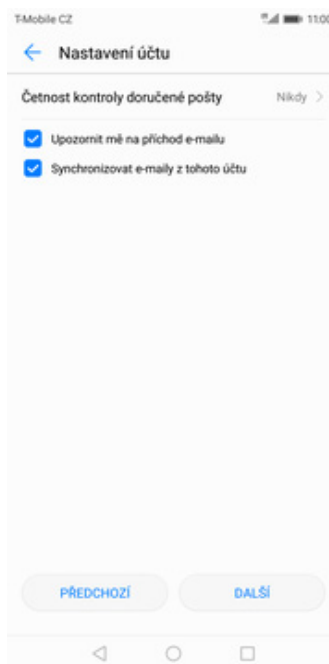 T-Mobile CZ 11:00
Nastavení účtu
Četnost kontroly doručené pošty Nikdy
Upozornit mě na příchod e-mailu
Synchronizovat e-maily z tohoto účtu
PŘEDCHOZÍ DALŠÍ